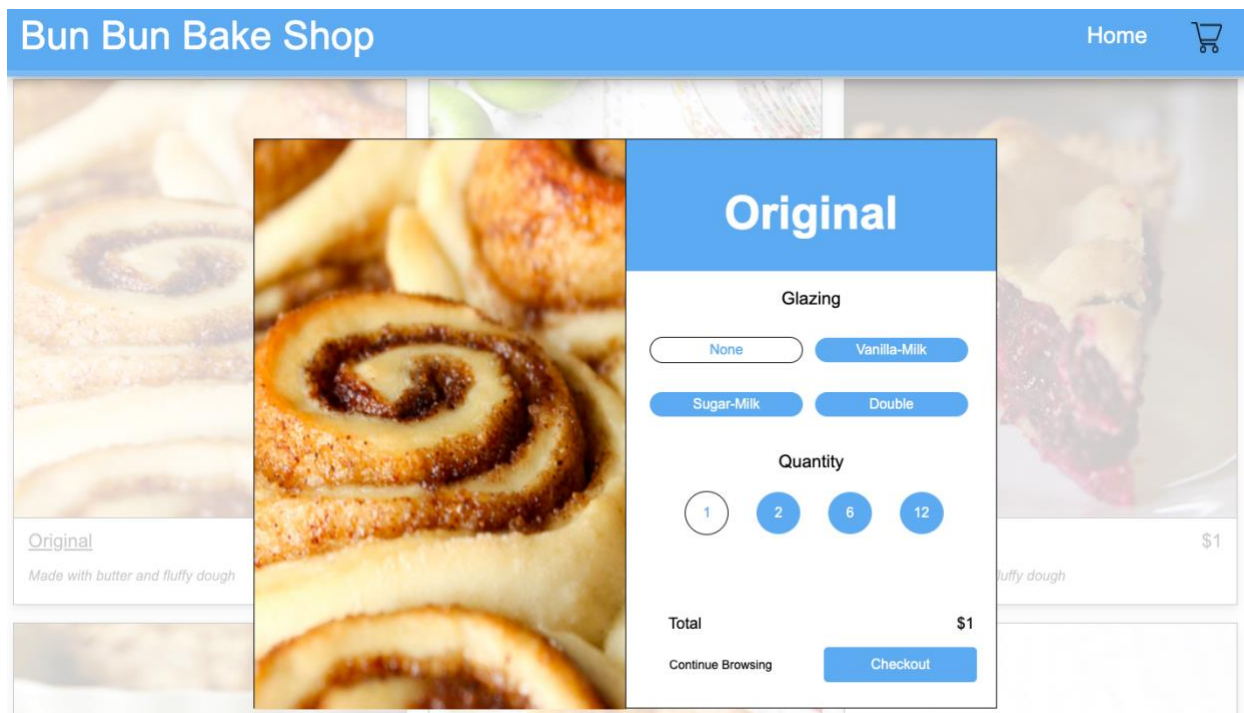 Bun Bun Bake Shop Home
Original
Glazing
None Vanilla-Milk
Sugar-Milk Double
Quantity
1 2 6 12
Total $1
Continue Browsing Checkout
Original
Made with butter and fluffy dough
$1
fluffy dough